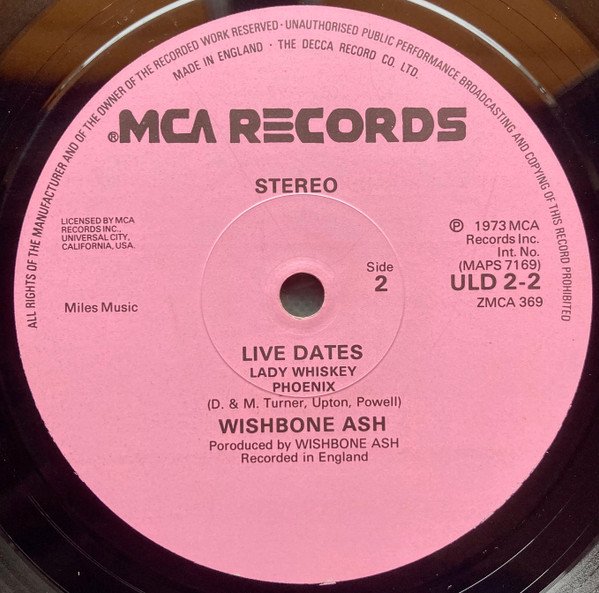 ALL RIGHTS OF THE MANUFACTURER AND OF THE OWNER OF THE RECORDED WORK RESERVED · UNAUTHORISED PUBLIC PERFORMANCE BROADCASTING AND COPYING OF THIS RECORD PROHIBITED
MADE IN ENGLAND · THE DECCA RECORD CO. LTD.
®MCA RECORDS
STEREO
LICENSED BY MCA
RECORDS INC.,
UNIVERSAL CITY,
CALIFORNIA, USA.
Miles Music
Side
2
Ⓟ 1973 MCA
Records Inc.
Int. No.
(MAPS 7169)
ULD 2-2
ZMCA 369
LIVE DATES
LADY WHISKEY
PHOENIX
(D. & M. Turner, Upton, Powell)
WISHBONE ASH
Poroduced by WISHBONE ASH
Recorded in England